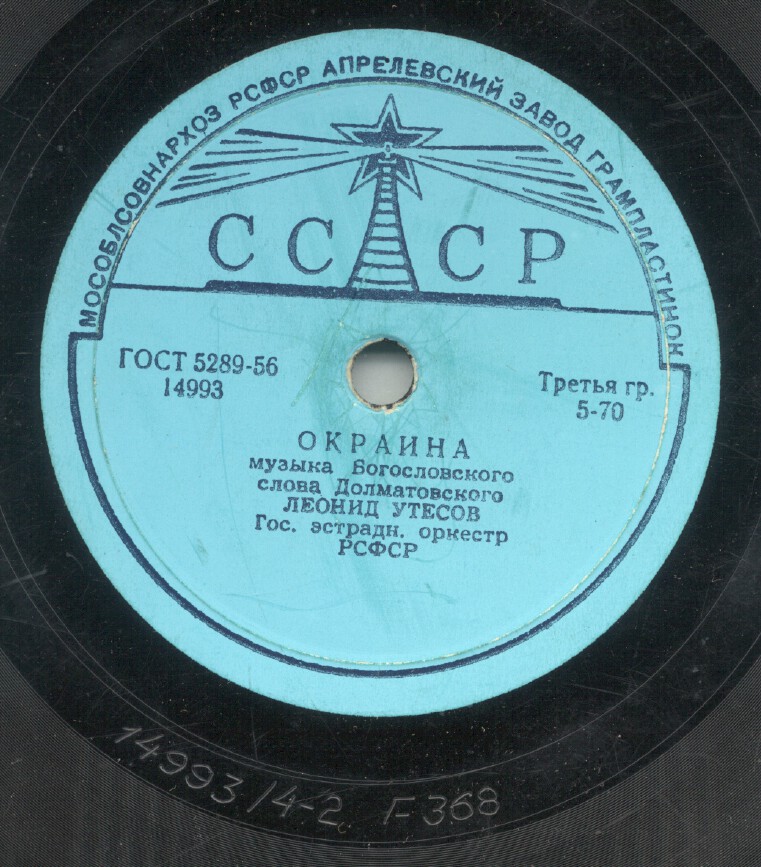 МОСОБЛСОВНАРХОЗ РСФСР АПРЕЛЕВСКИЙ ЗАВОД ГРАМПЛАСТИНОК
СССР
ГОСТ 5289-56
14993
Третья гр.
5-70
ОКРАИНА
музыка Богословского
слова Долматовского
ЛЕОНИД УТЕСОВ
Гос. эстрадн. оркестр
РСФСР
14993/4-2 F368